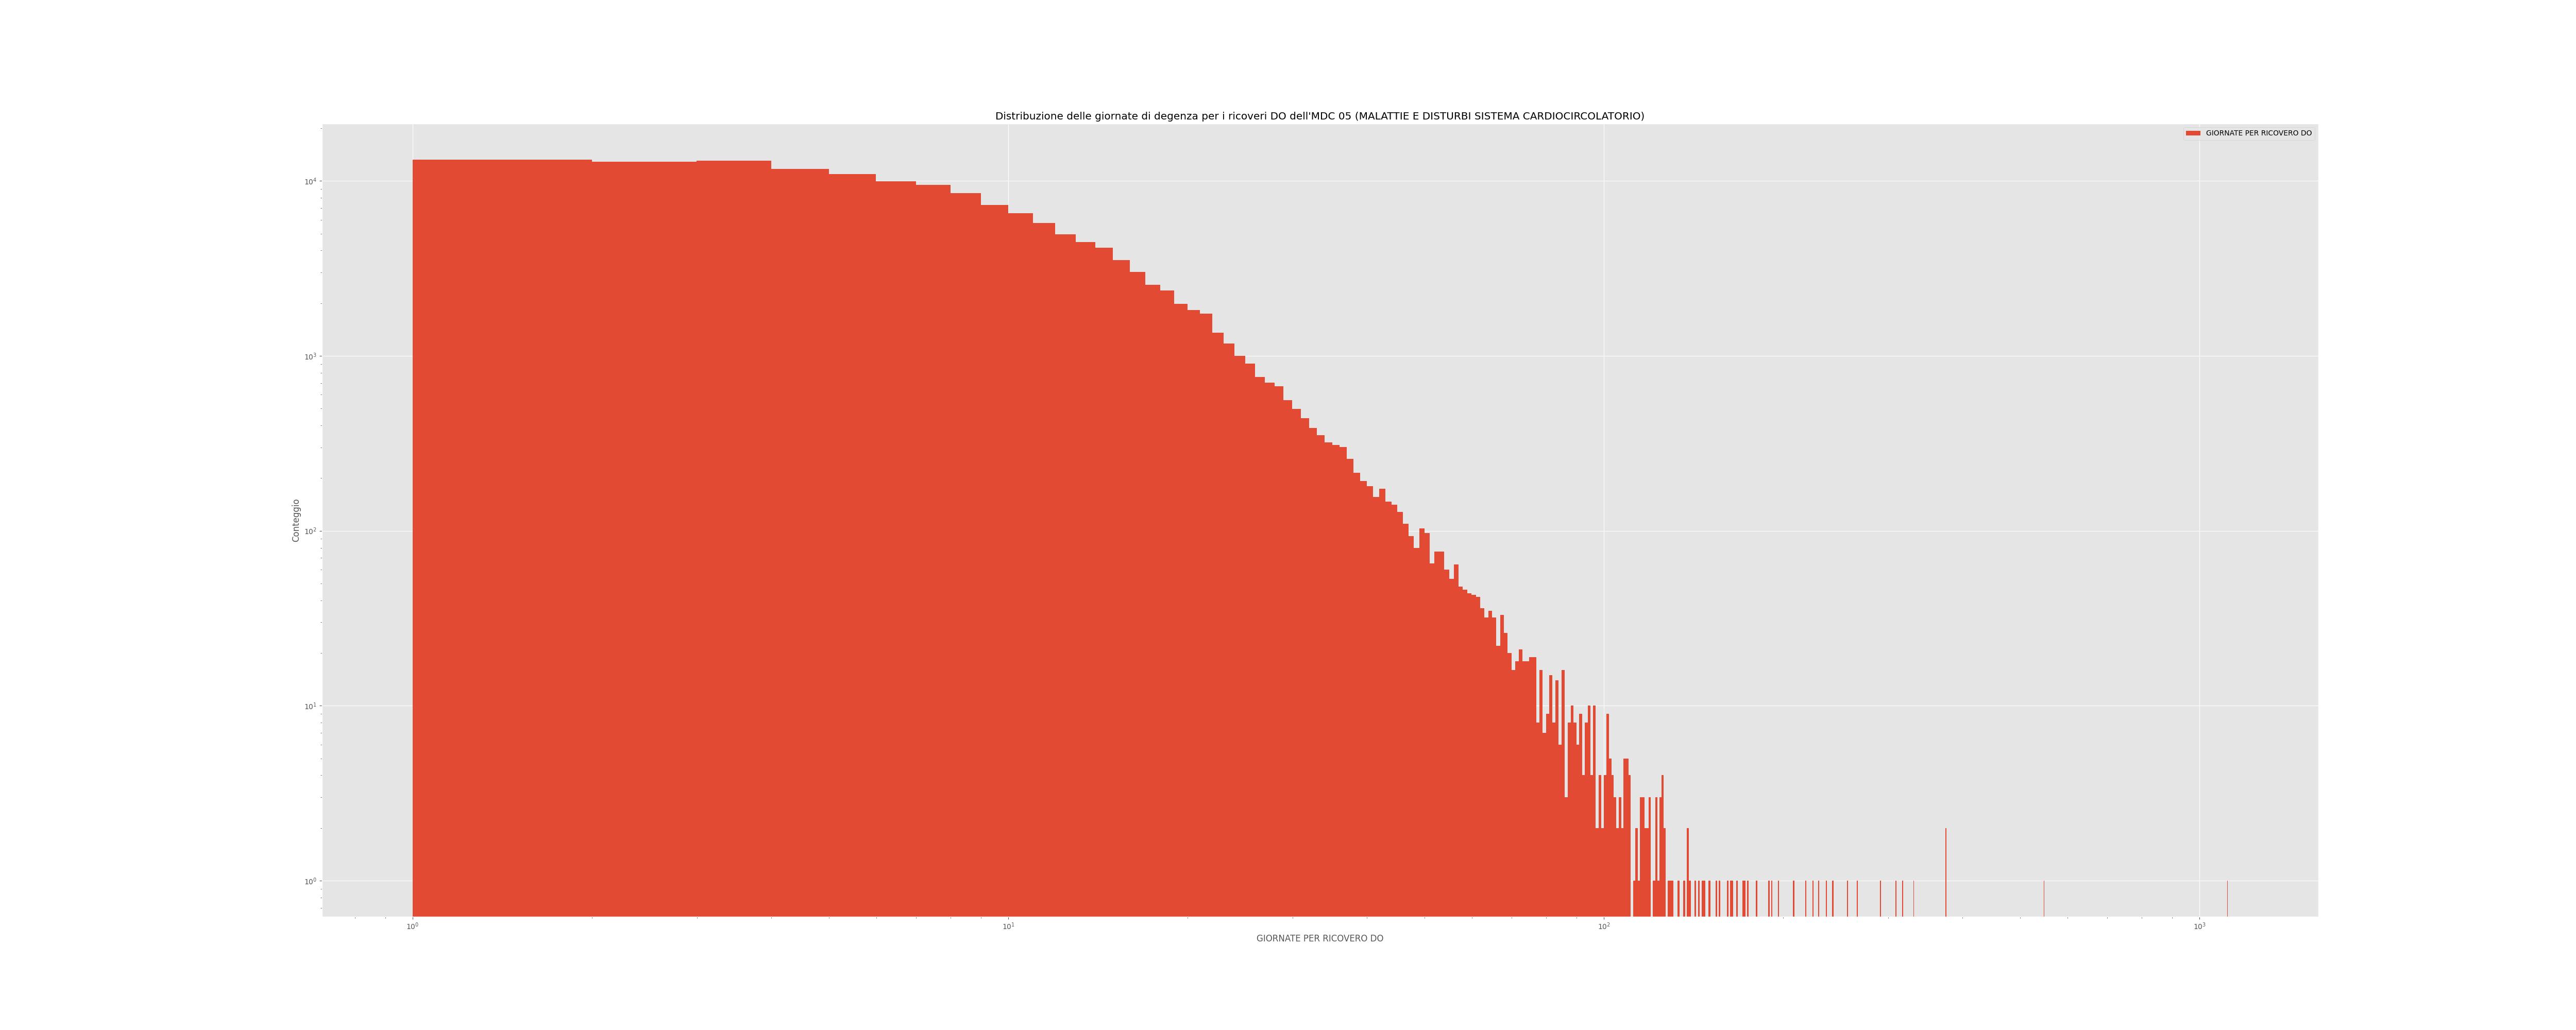 Distribuzione delle giornate di degenza per i ricoveri DO dell'MDC 05 (MALATTIE E DISTURBI SISTEMA CARDIOCIRCOLATORIO)
GIORNATE PER RICOVERO DO
10⁴
10³
10²
10¹
10⁰
Conteggio
10⁰ 10¹ 10² 10³
GIORNATE PER RICOVERO DO